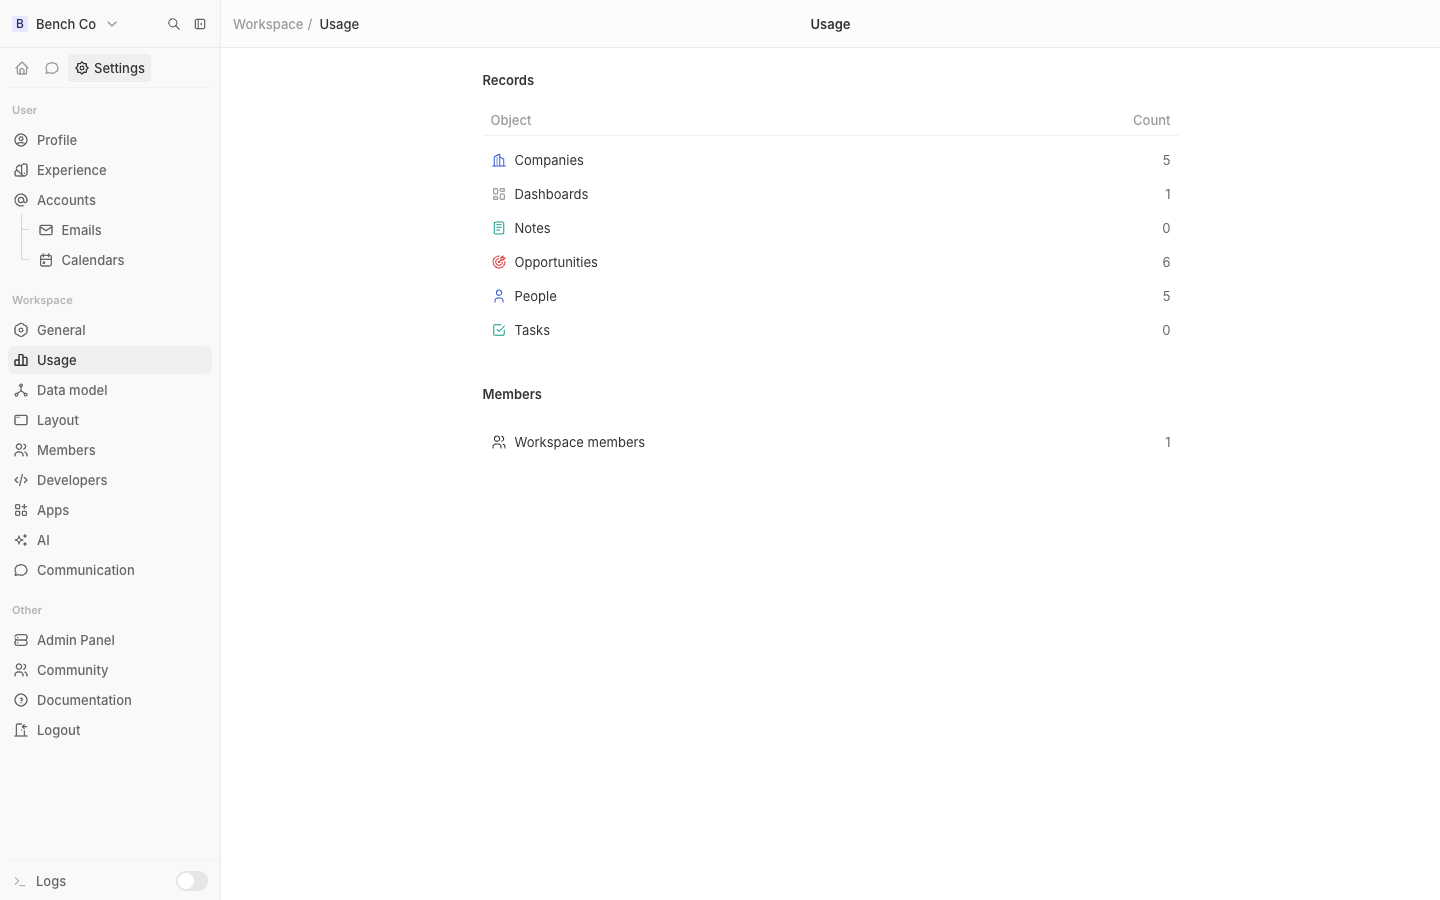 B Bench Co
Workspace / Usage
Usage
Settings
User
Profile
Experience
Accounts
Emails
Calendars
Workspace
General
Usage
Data model
Layout
Members
Developers
Apps
AI
Communication
Other
Admin Panel
Community
Documentation
Logout
Logs
Records
Object Count
Companies 5
Dashboards 1
Notes 0
Opportunities 6
People 5
Tasks 0
Members
Workspace members 1